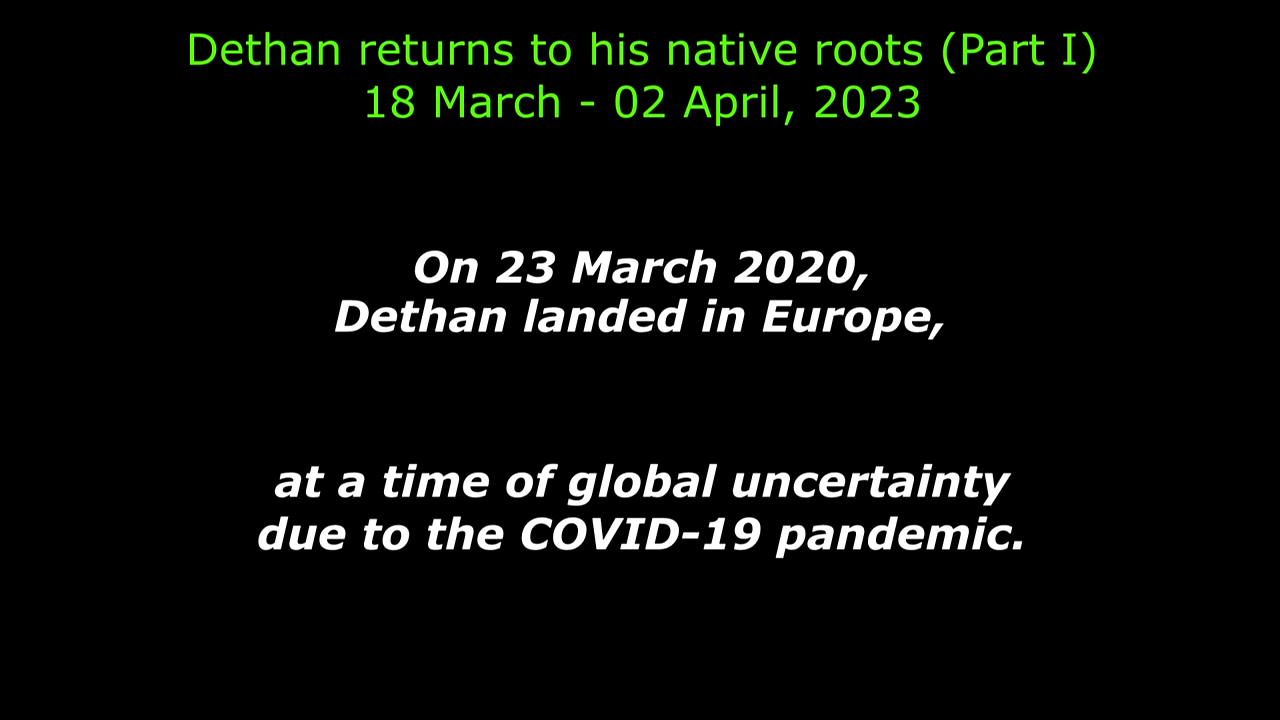 Dethan returns to his native roots (Part I)
18 March - 02 April, 2023
On 23 March 2020,
Dethan landed in Europe,
at a time of global uncertainty
due to the COVID-19 pandemic.